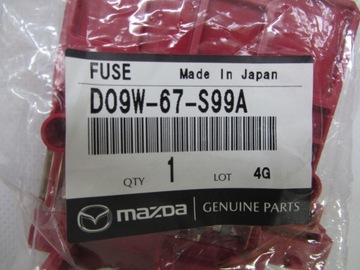 FUSE Made In Japan
D09W-67-S99A
QTY 1 LOT 4G
mazda GENUINE PARTS